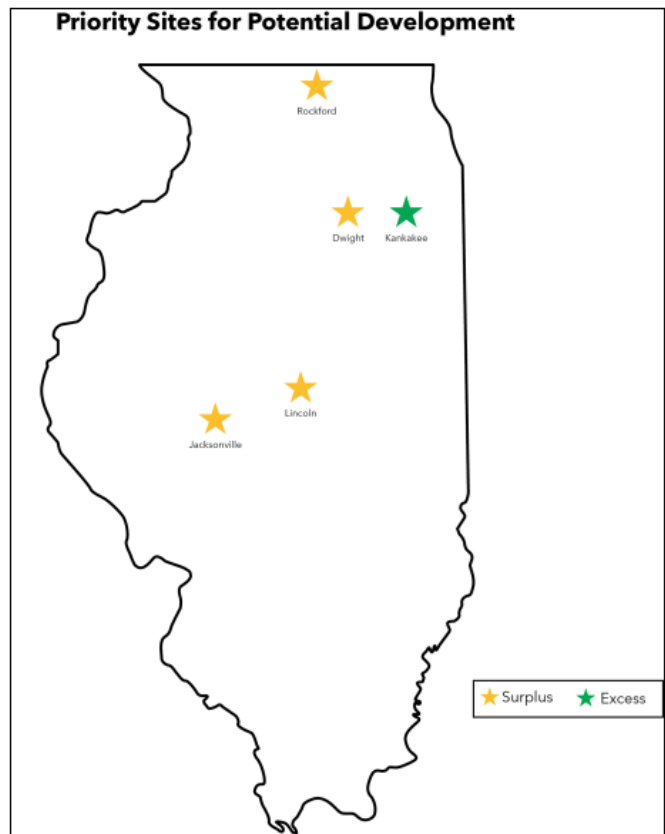 Priority Sites for Potential Development
Rockford
Dwight
Kankakee
Lincoln
Jacksonville
Surplus
Excess